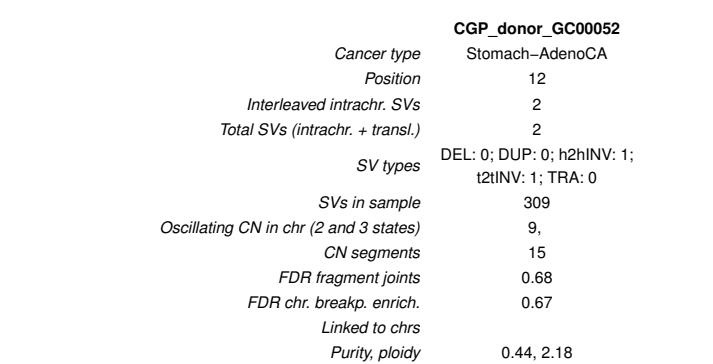 CGP_donor_GC00052
Cancer type Stomach−AdenoCA
Position 12
Interleaved intrachr. SVs 2
Total SVs (intrachr. + transl.) 2
SV types DEL: 0; DUP: 0; h2hINV: 1;
t2tINV: 1; TRA: 0
SVs in sample 309
Oscillating CN in chr (2 and 3 states) 9,
CN segments 15
FDR fragment joints 0.68
FDR chr. breakp. enrich. 0.67
Linked to chrs
Purity, ploidy 0.44, 2.18